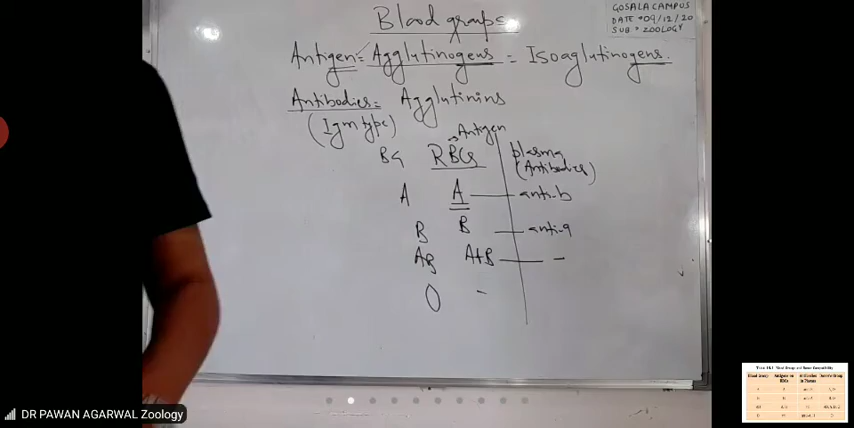 Blood groups
GOSALA CAMPUS
DATE = 09/12/20
SUB = ZOOLOGY
Antigen = Agglutinogens = Isoaglutinogens.
Antibodies = Agglutinins
(Igm type)
Antigen
BG RBCs plasma
(Antibodies)
A A anti-b
B B anti-a
AB A+B -
O -
DR PAWAN AGARWAL Zoology